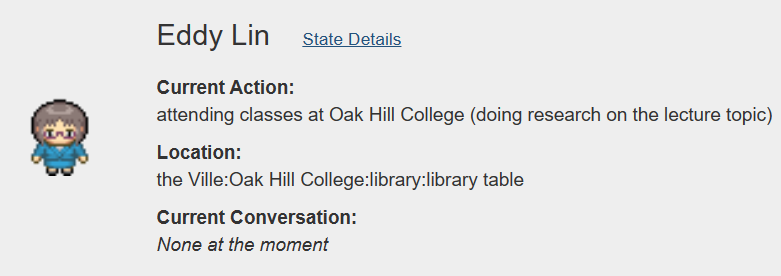 Eddy Lin State Details
Current Action:
attending classes at Oak Hill College (doing research on the lecture topic)
Location:
the Ville:Oak Hill College:library:library table
Current Conversation:
None at the moment